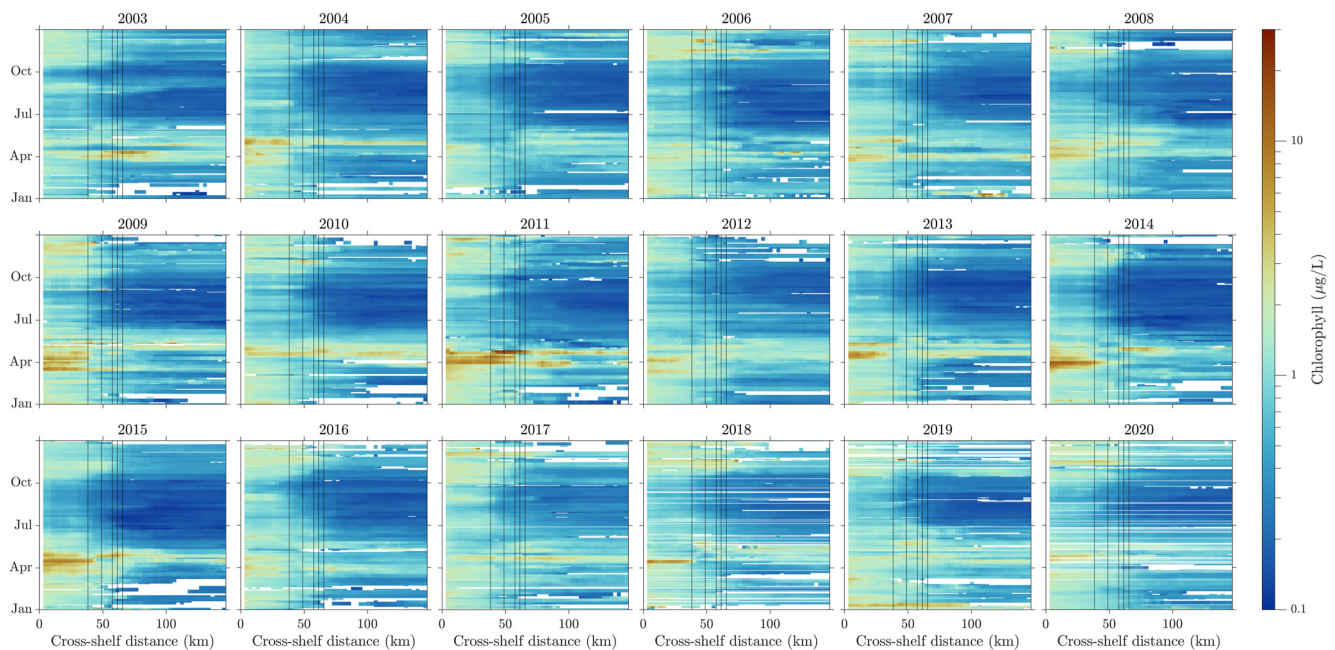 2003 2004 2005 2006 2007 2008
Oct
Jul
Apr
Jan
10
1
0.1
Chlorophyll (μg/L)
2009 2010 2011 2012 2013 2014
Oct
Jul
Apr
Jan
2015 2016 2017 2018 2019 2020
Oct
Jul
Apr
Jan
0 50 100 0 50 100 0 50 100 0 50 100 0 50 100 0 50 100
Cross-shelf distance (km) Cross-shelf distance (km) Cross-shelf distance (km) Cross-shelf distance (km) Cross-shelf distance (km) Cross-shelf distance (km)